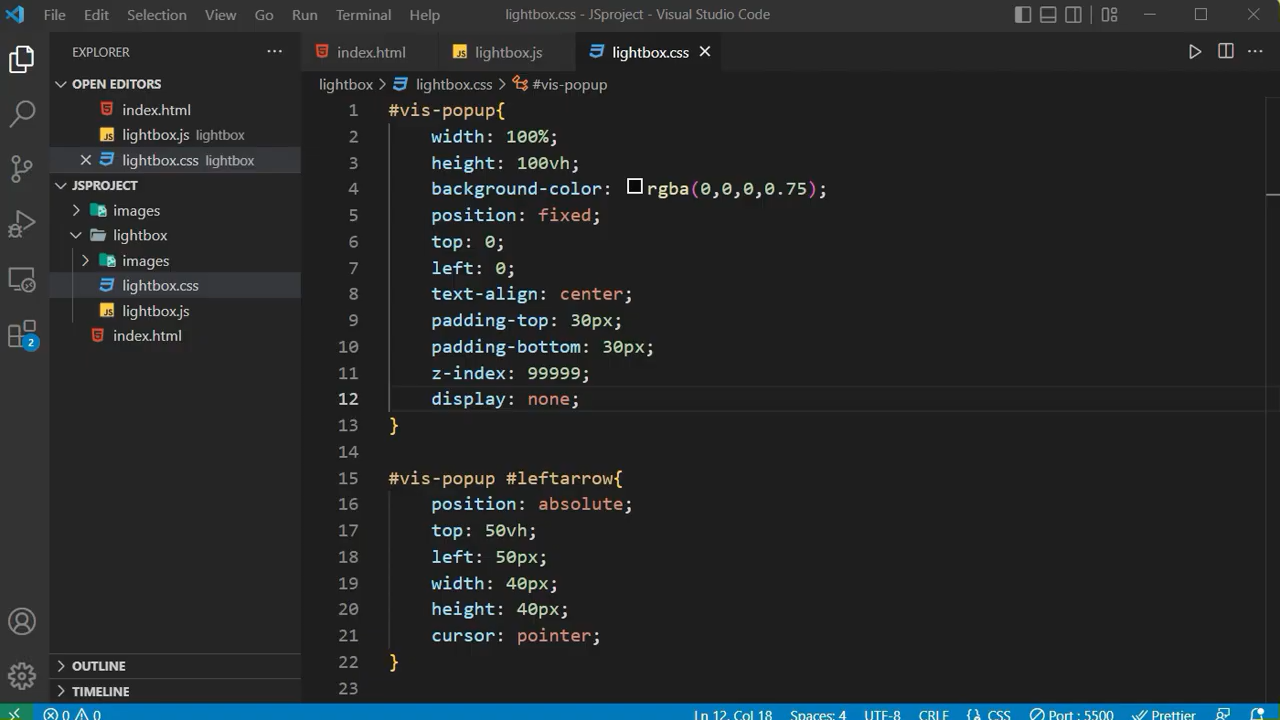 File Edit Selection View Go Run Terminal Help lightbox.css - JSproject - Visual Studio Code
EXPLORER
index.html lightbox.js lightbox.css
OPEN EDITORS
index.html
lightbox.js lightbox
lightbox.css lightbox
JSPROJECT
images
lightbox
images
lightbox.css
lightbox.js
index.html
2
OUTLINE
TIMELINE
lightbox > lightbox.css > #vis-popup
1 #vis-popup{
2 width: 100%;
3 height: 100vh;
4 background-color: rgba(0,0,0,0.75);
5 position: fixed;
6 top: 0;
7 left: 0;
8 text-align: center;
9 padding-top: 30px;
10 padding-bottom: 30px;
11 z-index: 99999;
12 display: none;
13 }
14
15 #vis-popup #leftarrow{
16 position: absolute;
17 top: 50vh;
18 left: 50px;
19 width: 40px;
20 height: 40px;
21 cursor: pointer;
22 }
23
0 0 Ln 12, Col 18 Spaces: 4 UTF-8 CRLF {} CSS Port : 5500 Prettier